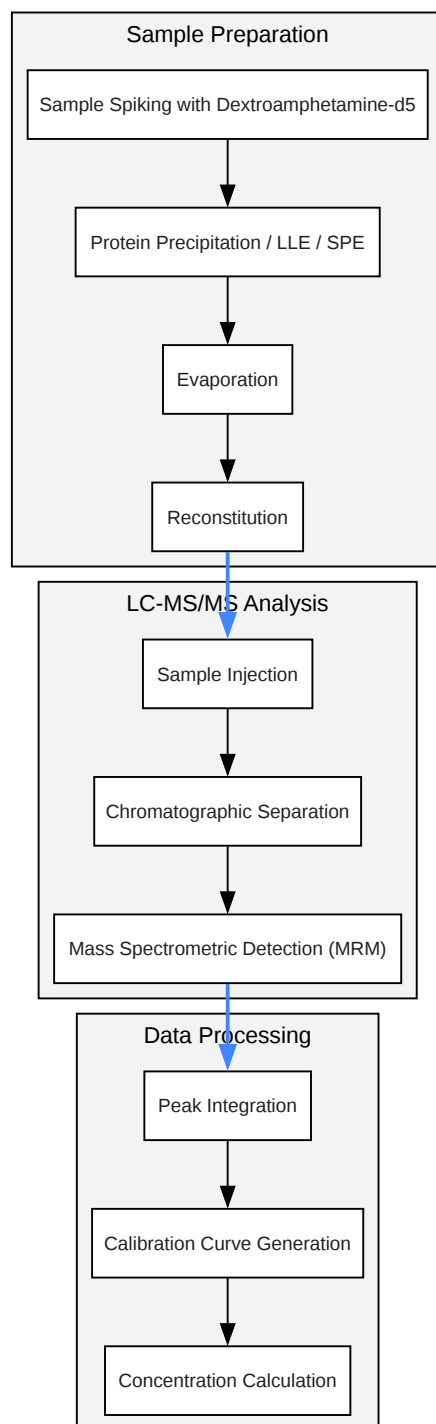 Sample Preparation
Sample Spiking with Dextroamphetamine-d5
Protein Precipitation / LLE / SPE
Evaporation
Reconstitution
LC-MS/MS Analysis
Sample Injection
Chromatographic Separation
Mass Spectrometric Detection (MRM)
Data Processing
Peak Integration
Calibration Curve Generation
Concentration Calculation